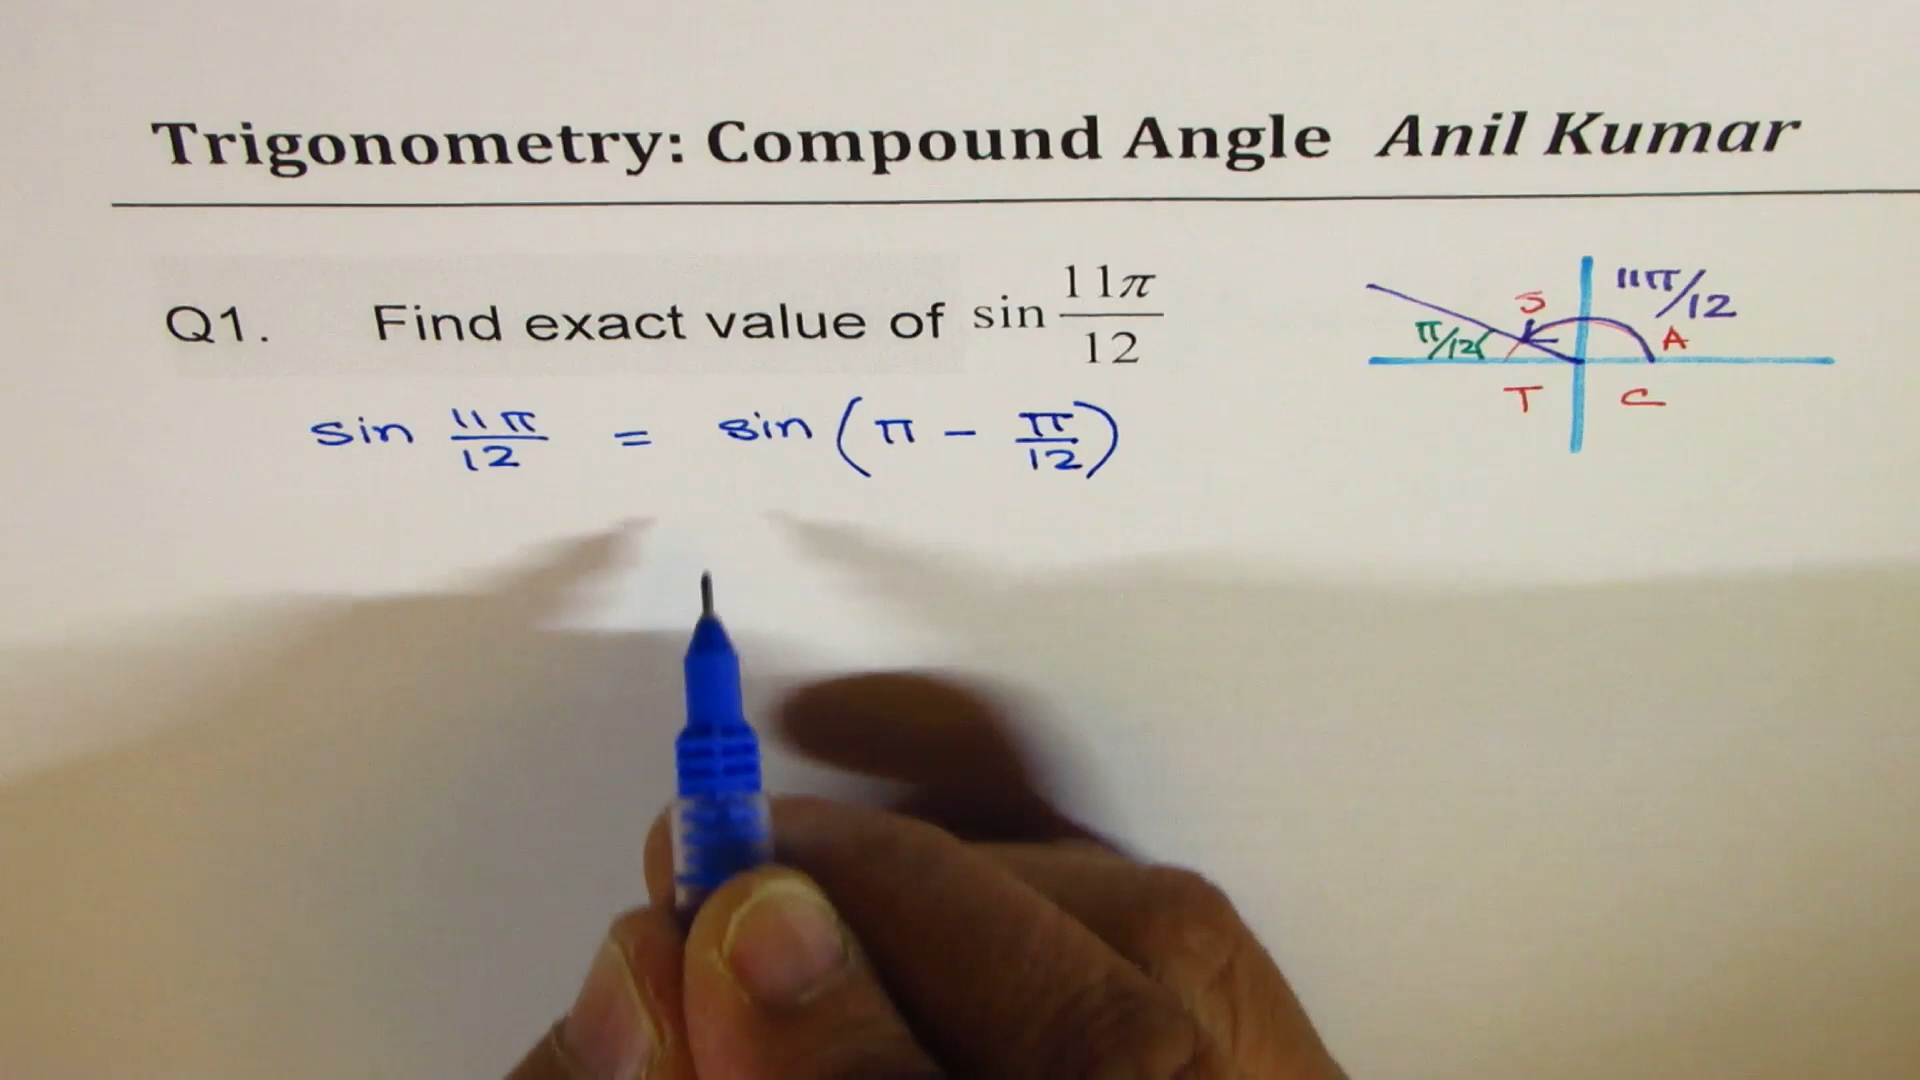 Trigonometry: Compound Angle Anil Kumar
Q1. Find exact value of sin 11π/12
sin 11π/12 = sin (π - π/12)
11π/12
S
A
π/12
T
C